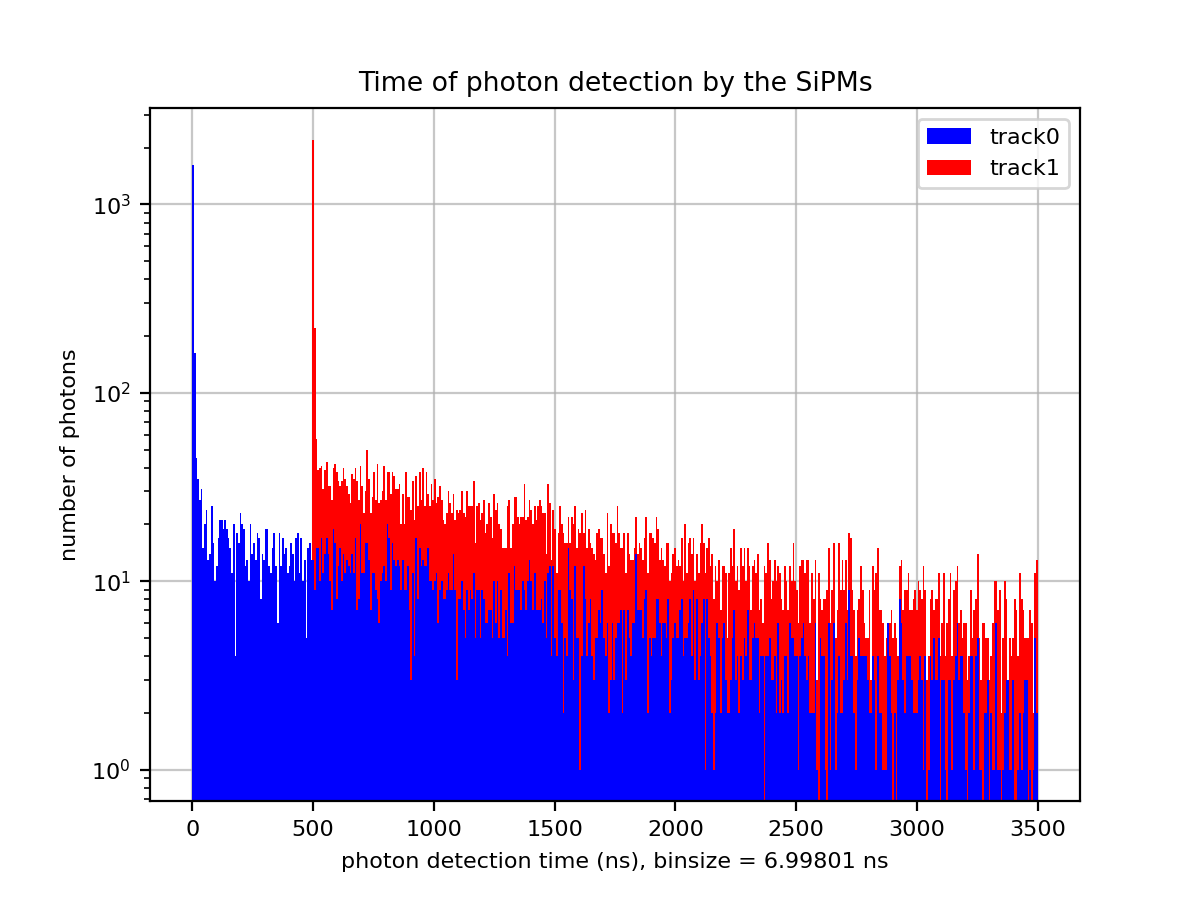 Time of photon detection by the SiPMs
track0
track1
number of photons
10³
10²
10¹
10⁰
0 500 1000 1500 2000 2500 3000 3500
photon detection time (ns), binsize = 6.99801 ns